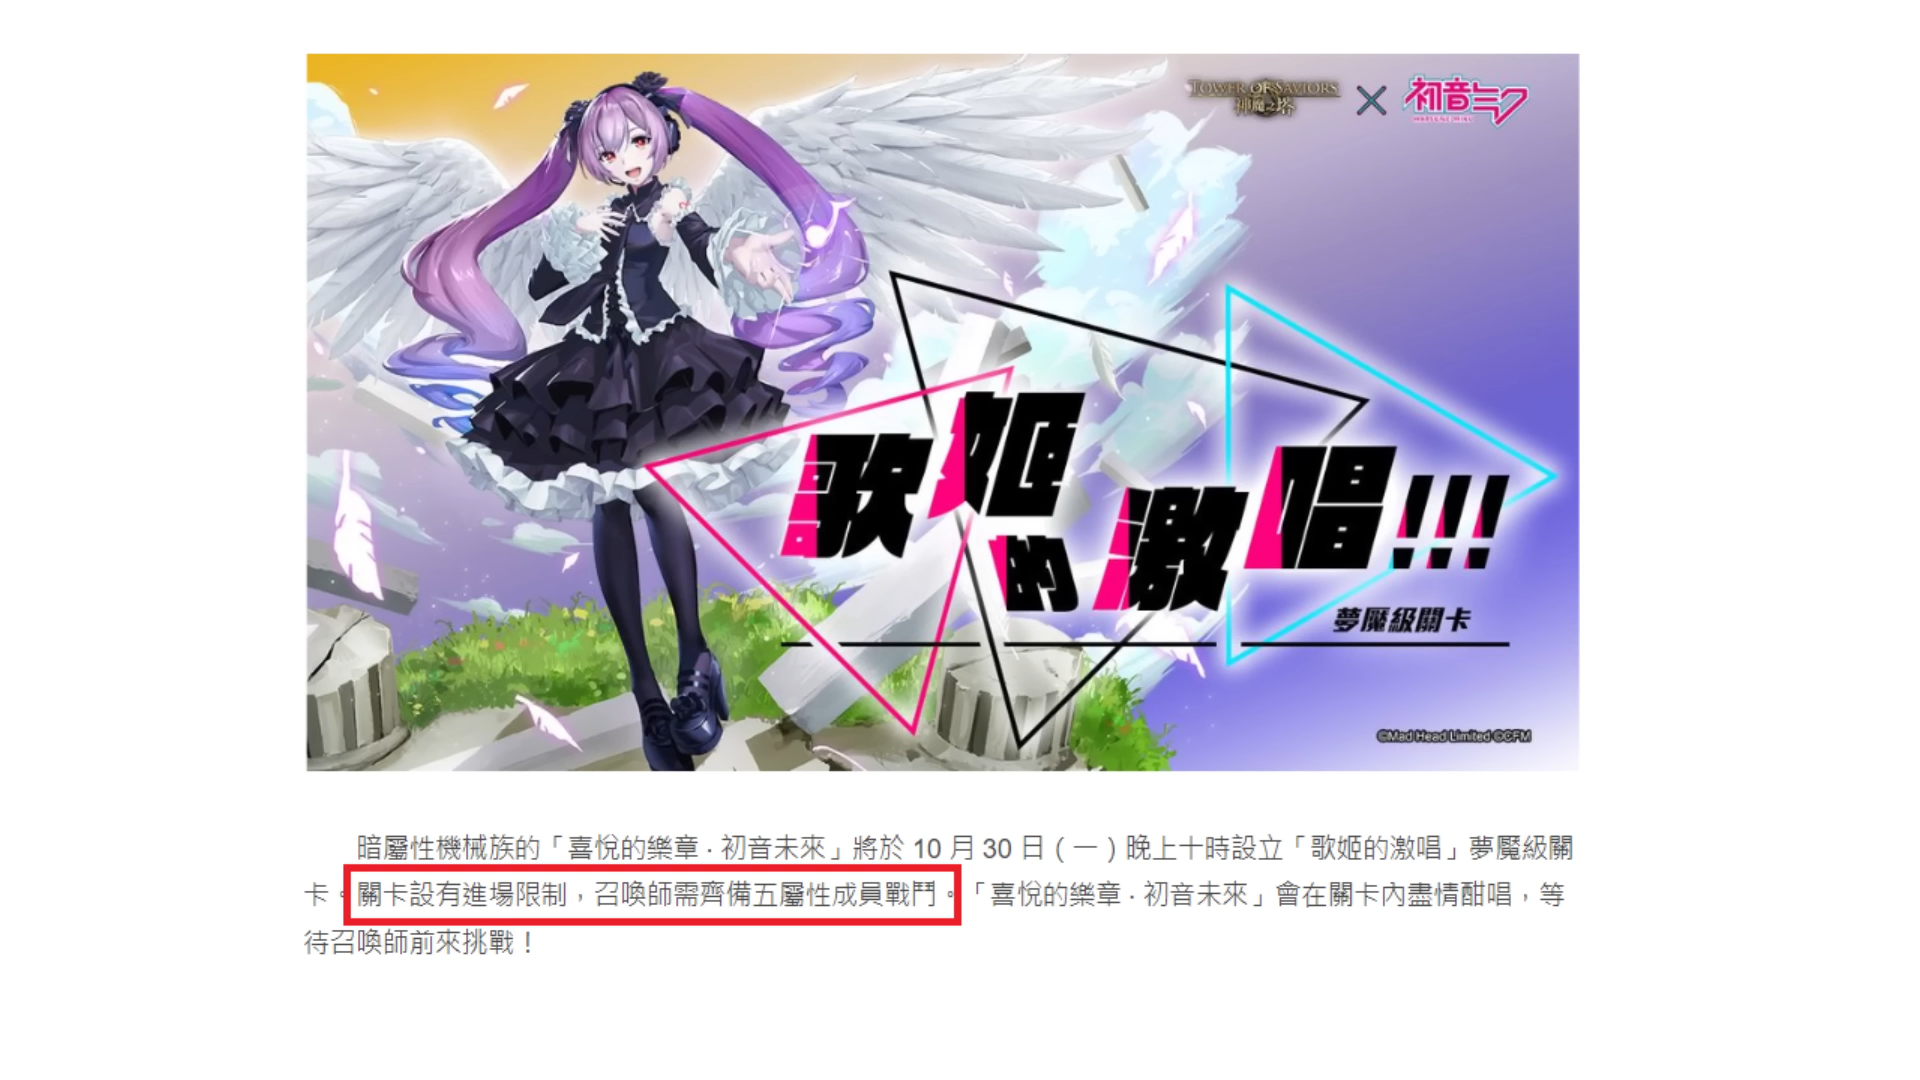 TOWER OF SAVIORS
神魔之塔
初音ミク
HATSUNE MIKU
歌姬的激唱!!!
夢魘級關卡
©Mad Head Limited ©CFM
暗屬性機械族的「喜悅的樂章 · 初音未來」將於 10 月 30 日（一）晚上十時設立「歌姬的激唱」夢魘級關
卡。關卡設有進場限制，召喚師需齊備五屬性成員戰鬥。「喜悅的樂章 · 初音未來」會在關卡內盡情酣唱，等
待召喚師前來挑戰！